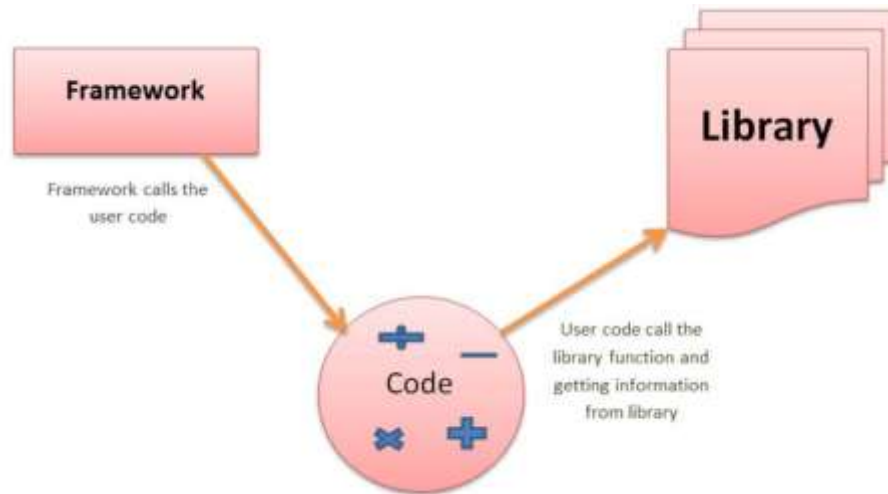 Framework
Library
Framework calls the
user code
Code
User code call the
library function and
getting information
from library